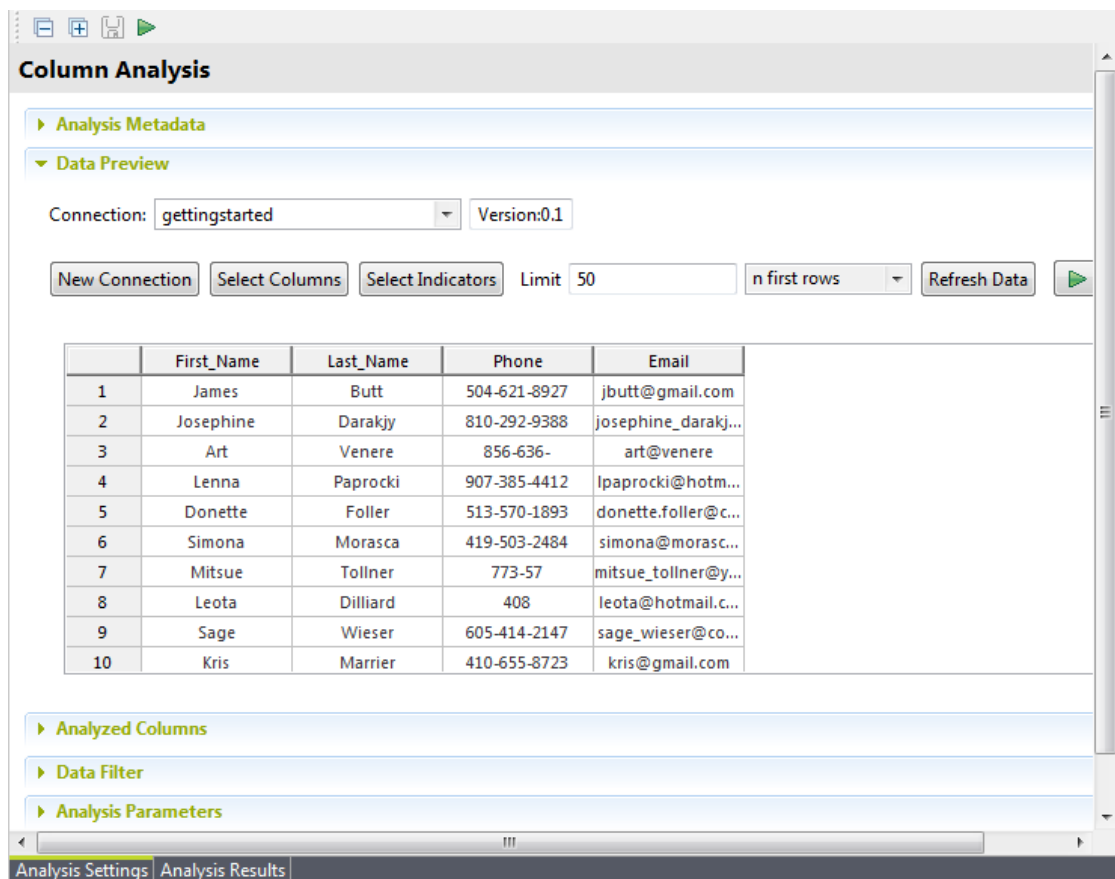 Column Analysis
Analysis Metadata
Data Preview
Connection: gettingstarted Version:0.1
New Connection Select Columns Select Indicators Limit 50 n first rows Refresh Data
First_Name Last_Name Phone Email
1 James Butt 504-621-8927 jbutt@gmail.com
2 Josephine Darakjy 810-292-9388 josephine_darakj...
3 Art Venere 856-636- art@venere
4 Lenna Paprocki 907-385-4412 lpaprocki@hotm...
5 Donette Foller 513-570-1893 donette.foller@c...
6 Simona Morasca 419-503-2484 simona@morasc...
7 Mitsue Tollner 773-57 mitsue_tollner@y...
8 Leota Dilliard 408 leota@hotmail.c...
9 Sage Wieser 605-414-2147 sage_wieser@co...
10 Kris Marrier 410-655-8723 kris@gmail.com
Analyzed Columns
Data Filter
Analysis Parameters
Analysis Settings Analysis Results